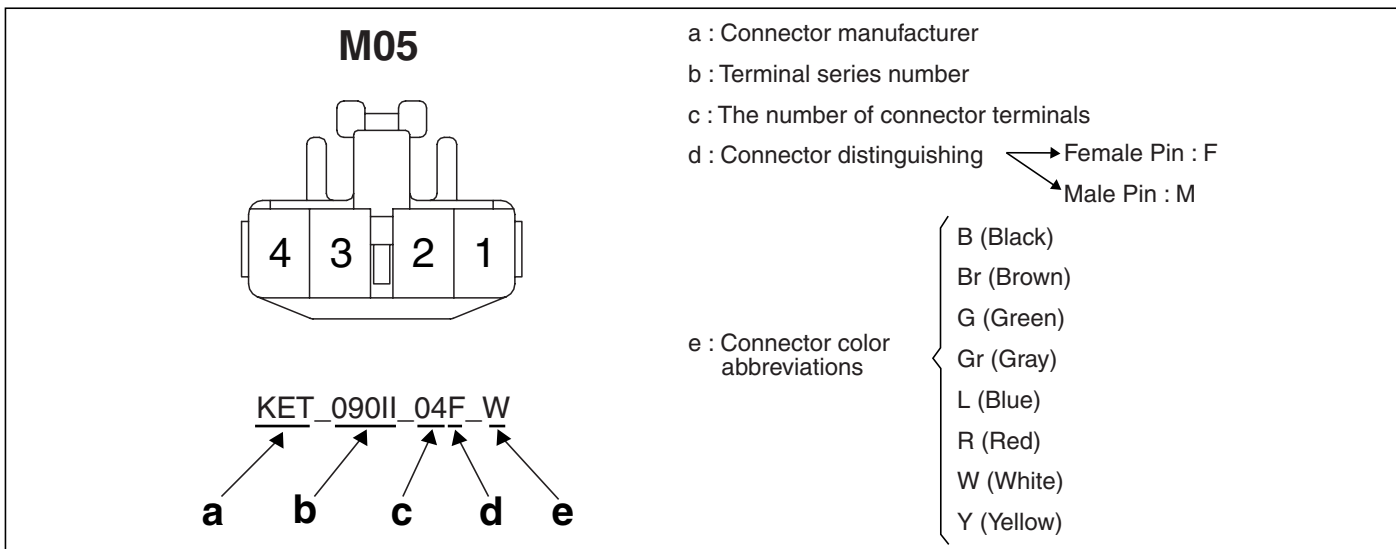 M05
4 3 2 1
KET_090II_04F_W
a b c d e
a : Connector manufacturer
b : Terminal series number
c : The number of connector terminals
d : Connector distinguishing
Female Pin : F
Male Pin : M
e : Connector color
abbreviations
B (Black)
Br (Brown)
G (Green)
Gr (Gray)
L (Blue)
R (Red)
W (White)
Y (Yellow)